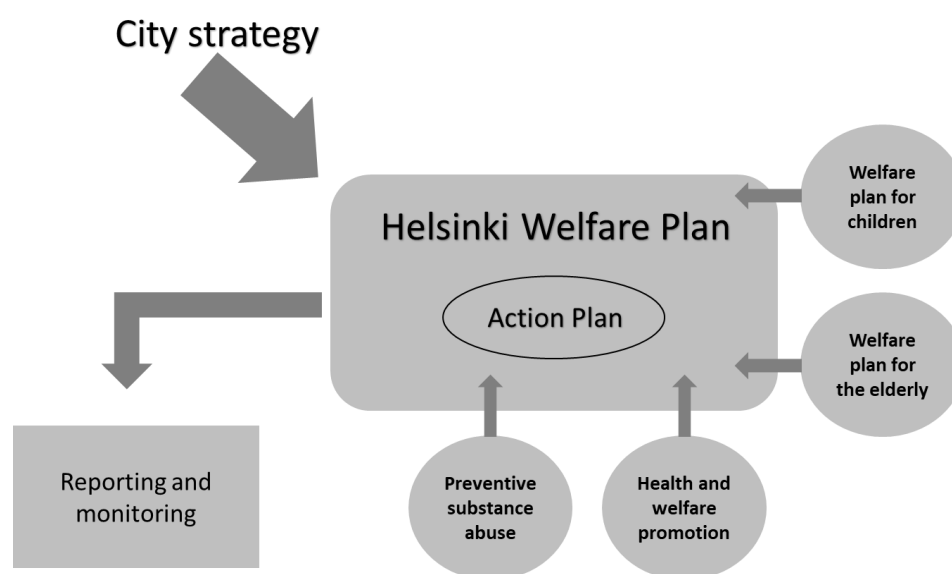 City strategy
Helsinki Welfare Plan
Action Plan
Welfare
plan for
children
Welfare
plan for
the elderly
Preventive
substance
abuse
Health and
welfare
promotion
Reporting and
monitoring